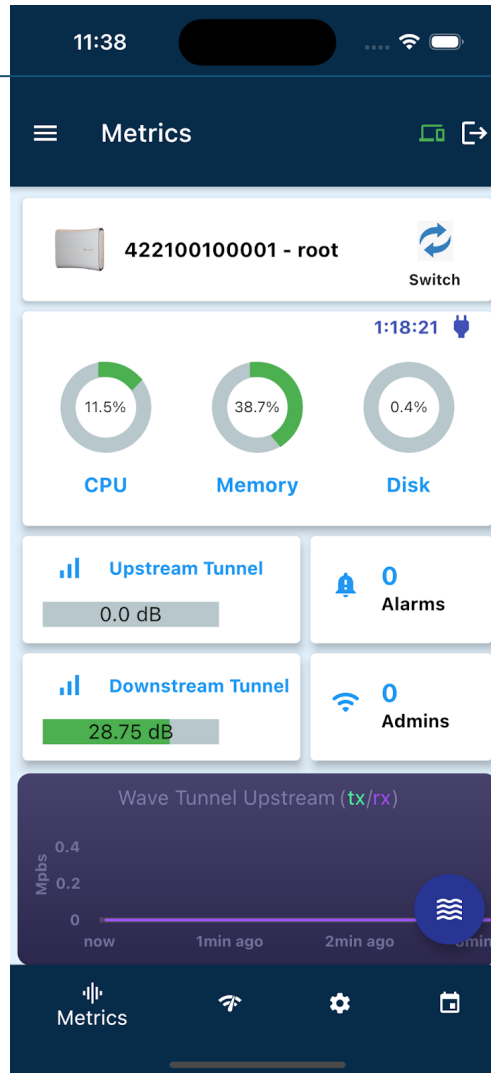 11:38
Metrics
422100100001 - root
Switch
1:18:21
11.5%
38.7%
0.4%
CPU
Memory
Disk
Upstream Tunnel
0.0 dB
0
Alarms
Downstream Tunnel
28.75 dB
0
Admins
Wave Tunnel Upstream (tx/rx)
Mpbs
0.4
0.2
0
now
1min ago
2min ago
Metrics